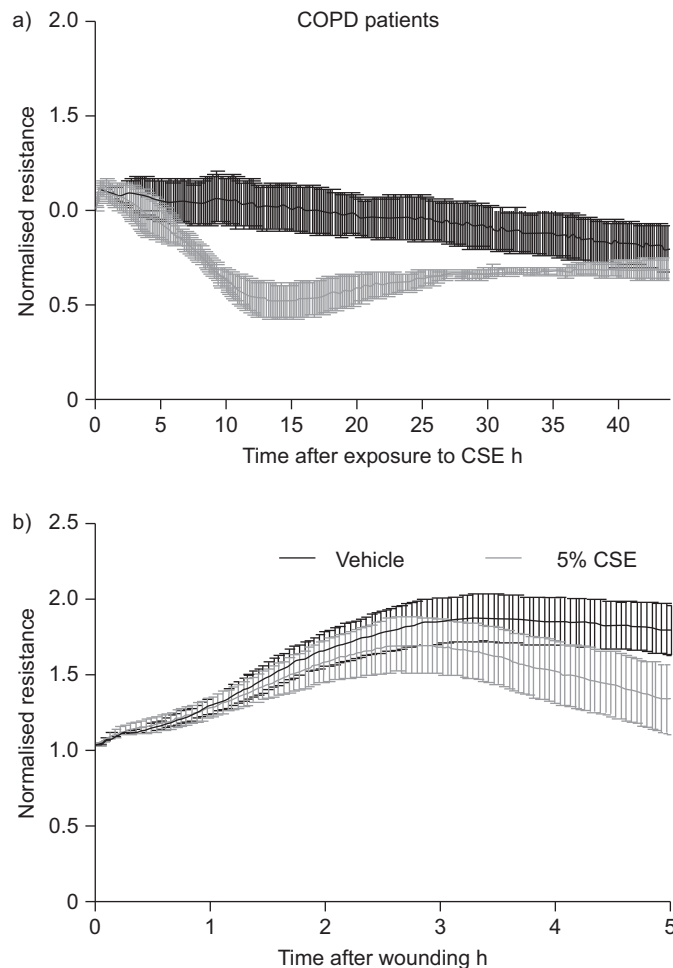 a)
COPD patients
2.0
1.5
0.0
0.5
0
Normalised resistance
0 5 10 15 20 25 30 35 40
Time after exposure to CSE h
b)
2.5
Vehicle 5% CSE
2.0
1.5
1.0
0.5
0
Normalised resistance
0 1 2 3 4 5
Time after wounding h